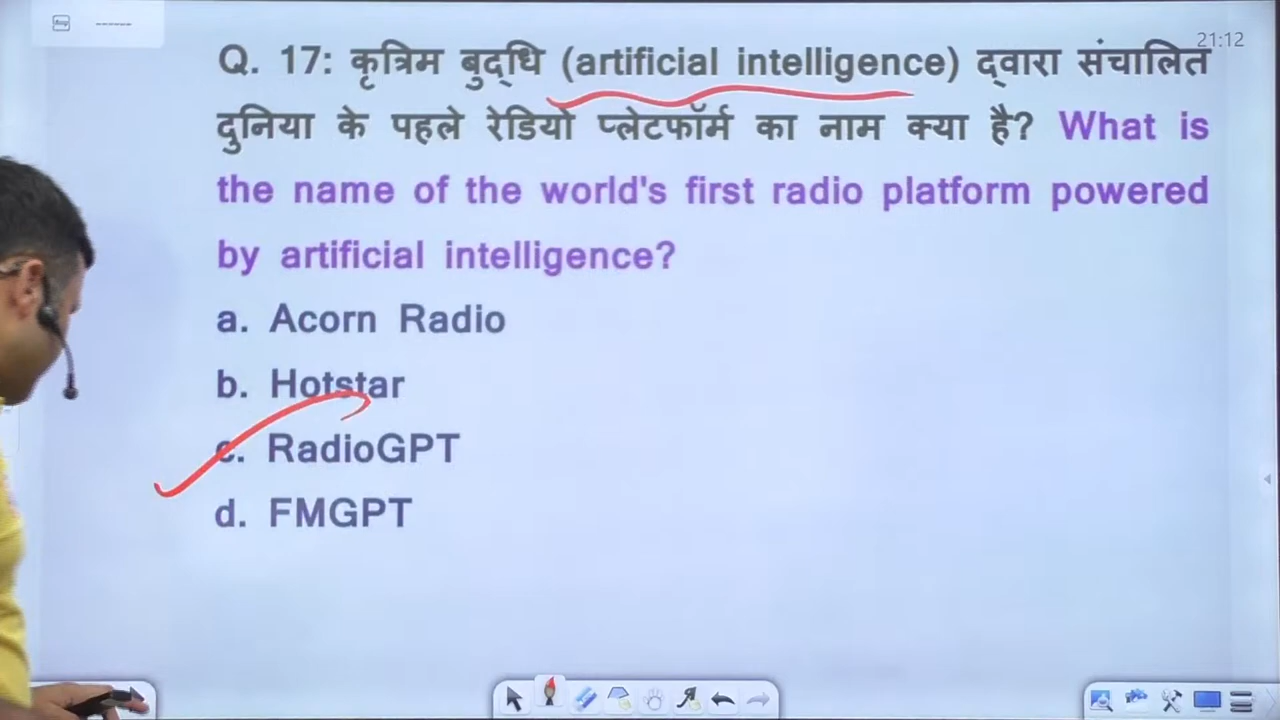 21:12
Q. 17: कृत्रिम बुद्धि (artificial intelligence) द्वारा संचालित
दुनिया के पहले रेडियो प्लेटफॉर्म का नाम क्या है? What is
the name of the world's first radio platform powered
by artificial intelligence?
a. Acorn Radio
b. Hotstar
c. RadioGPT
d. FMGPT